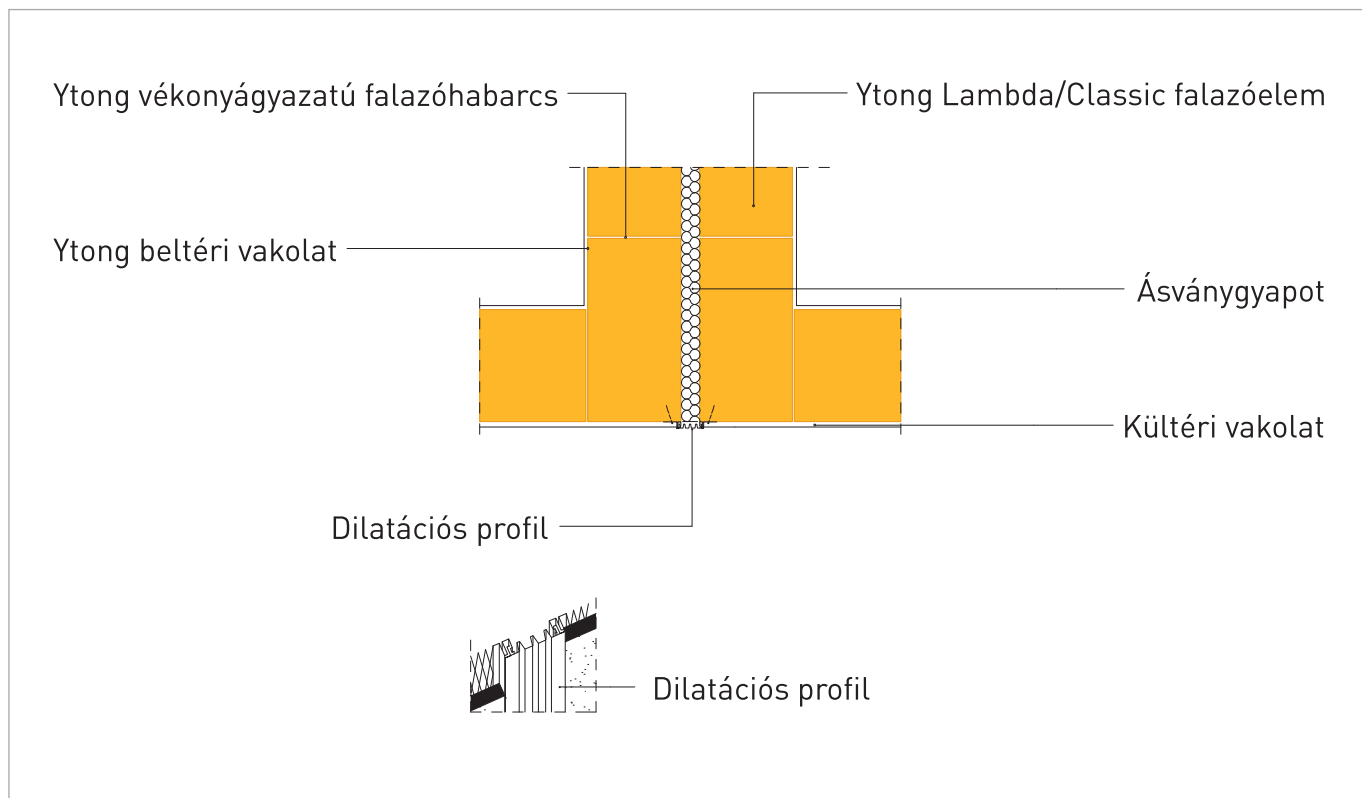 Ytong vékonyágyazatú falazóhabarcs
Ytong Lambda/Classic falazóelem
Ytong beltéri vakolat
Ásványgyapot
Kültéri vakolat
Dilatációs profil
Dilatációs profil